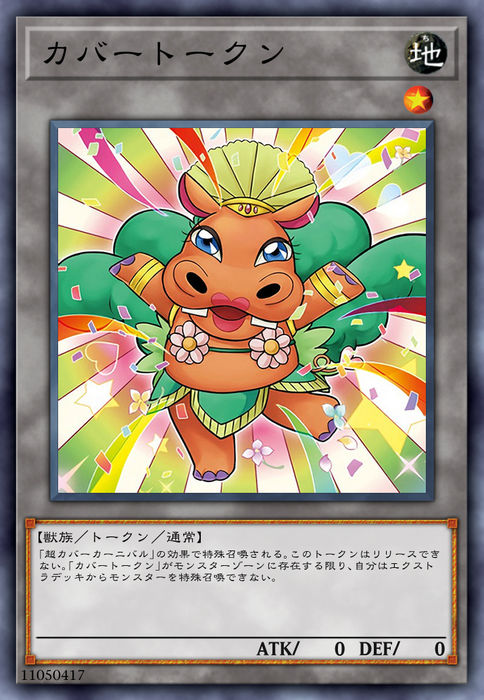 カバートークン
ち
地
【獣族／トークン／通常】
「超カバーカーニバル」の効果で特殊召喚される。このトークンはリリースでき
ない。「カバートークン」がモンスターゾーンに存在する限り、自分はエクスト
ラデッキからモンスターを特殊召喚できない。
ATK/ 0 DEF/ 0
11050417